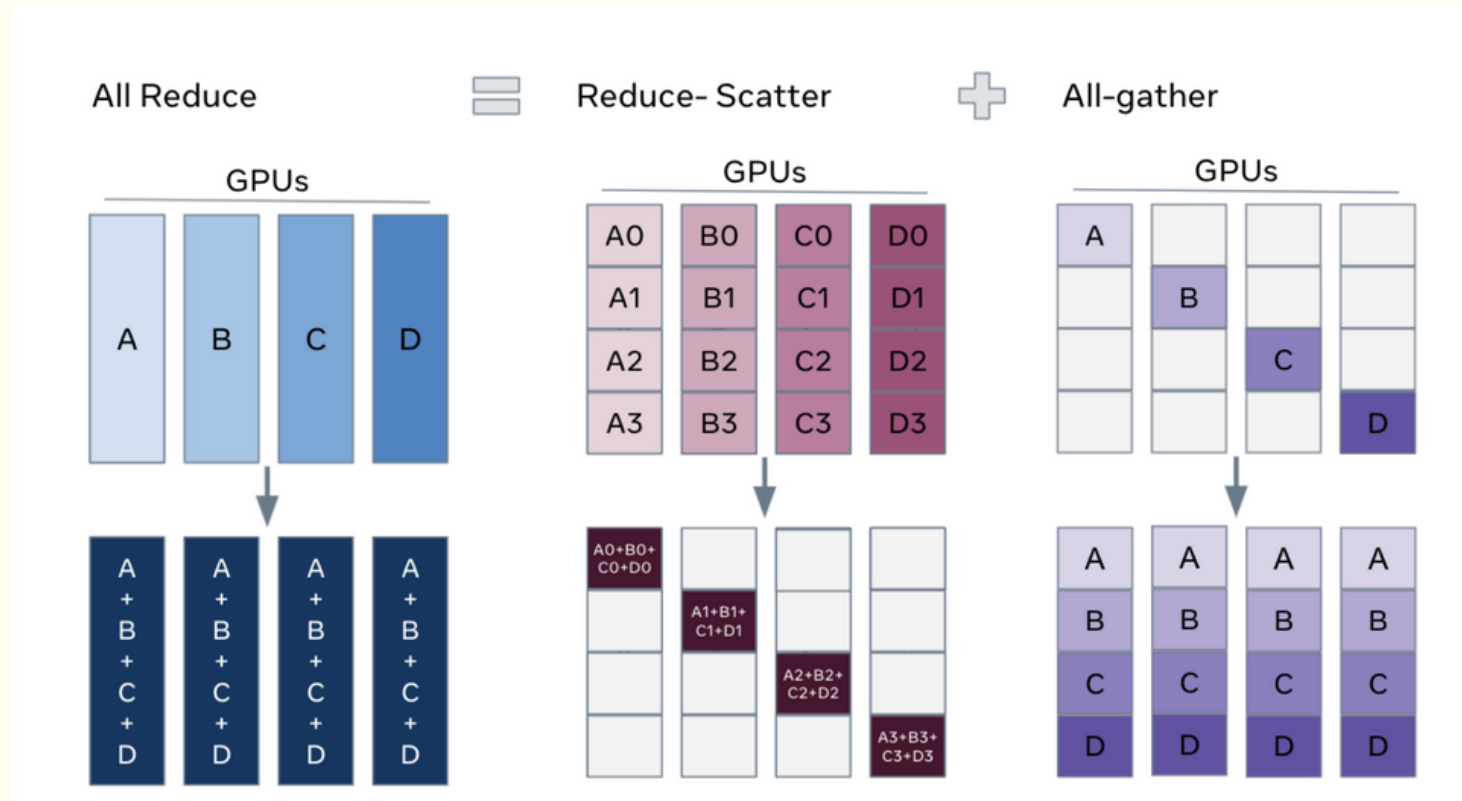 All Reduce = Reduce- Scatter + All-gather
GPUs
A B C D
A A A A
+ + + +
B B B B
+ + + +
C C C C
+ + + +
D D D D
GPUs
A0 B0 C0 D0
A1 B1 C1 D1
A2 B2 C2 D2
A3 B3 C3 D3
A0+B0+
C0+D0
A1+B1+
C1+D1
A2+B2+
C2+D2
A3+B3+
C3+D3
GPUs
A
B
C
D
A A A A
B B B B
C C C C
D D D D